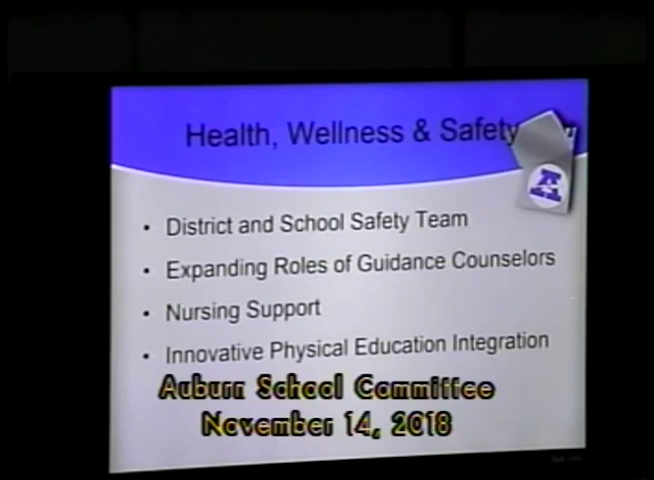 Health, Wellness & Safety
A
• District and School Safety Team
• Expanding Roles of Guidance Counselors
• Nursing Support
• Innovative Physical Education Integration
Auburn School Committee
November 14, 2018